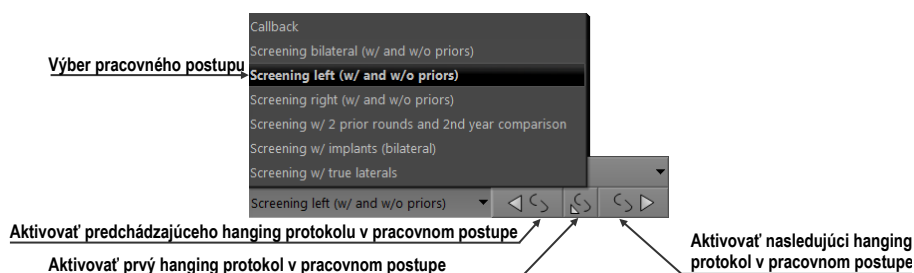 Callback
Screening bilateral (w/ and w/o priors)
Výber pracovného postupu
Screening left (w/ and w/o priors)
Screening right (w/ and w/o priors)
Screening w/ 2 prior rounds and 2nd year comparison
Screening w/ implants (bilateral)
Screening w/ true laterals
Screening left (w/ and w/o priors)
Aktivovať predchádzajúceho hanging protokolu v pracovnom postupe
Aktivovať nasledujúci hanging
protokol v pracovnom postupe
Aktivovať prvý hanging protokol v pracovnom postupe